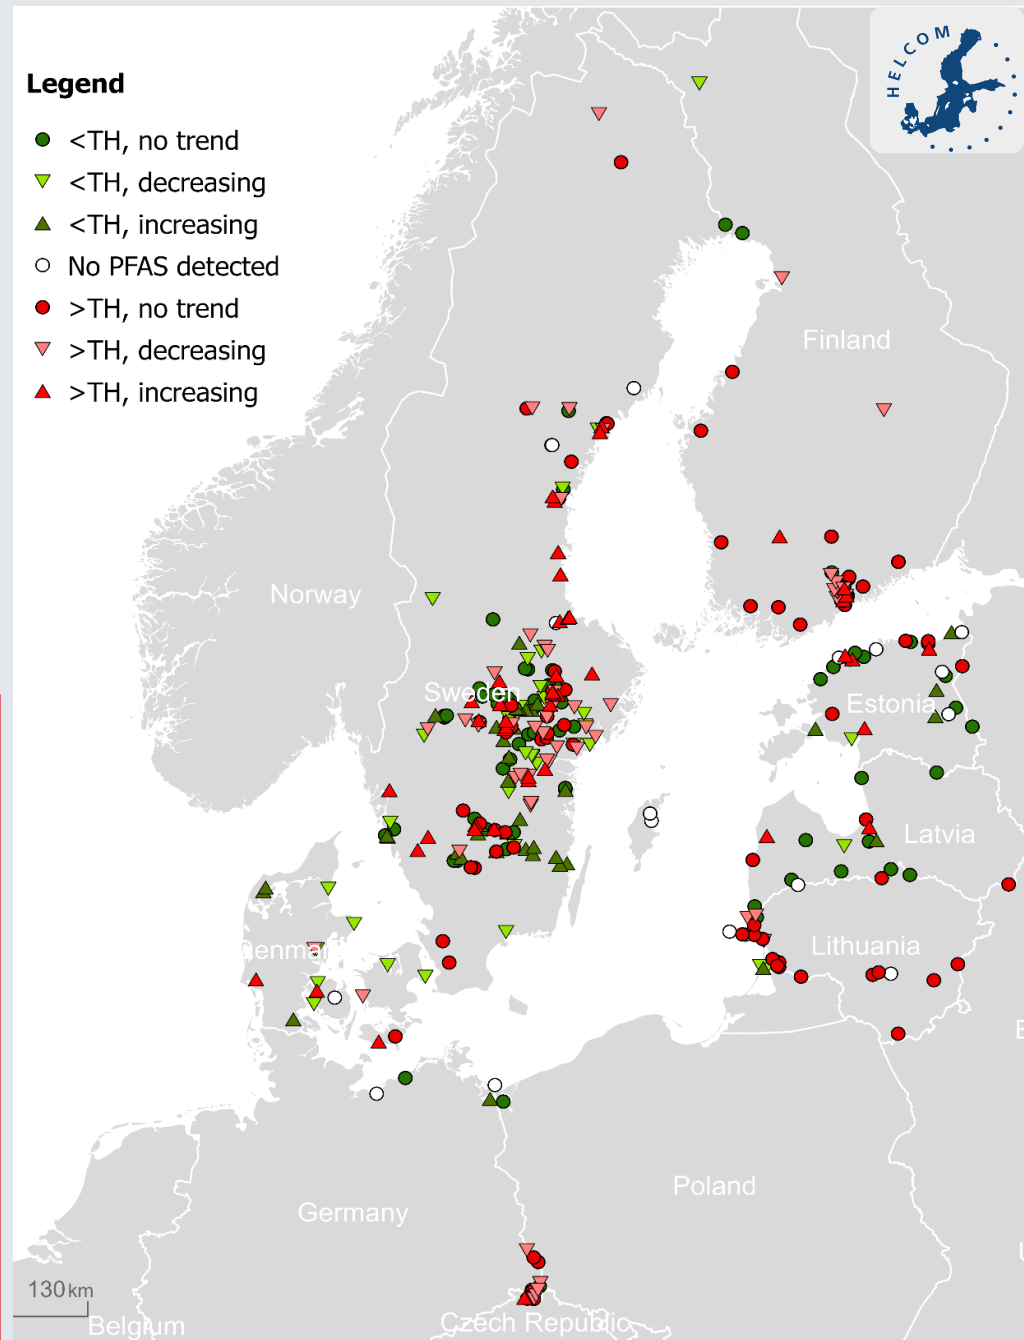 HELCOM
Legend
<TH, no trend
<TH, decreasing
<TH, increasing
No PFAS detected
>TH, no trend
>TH, decreasing
>TH, increasing
Finland
Norway
Sweden
Estonia
Latvia
Denmar
Lithuania
Poland
Germany
130 km
Belgium
Czech Republic